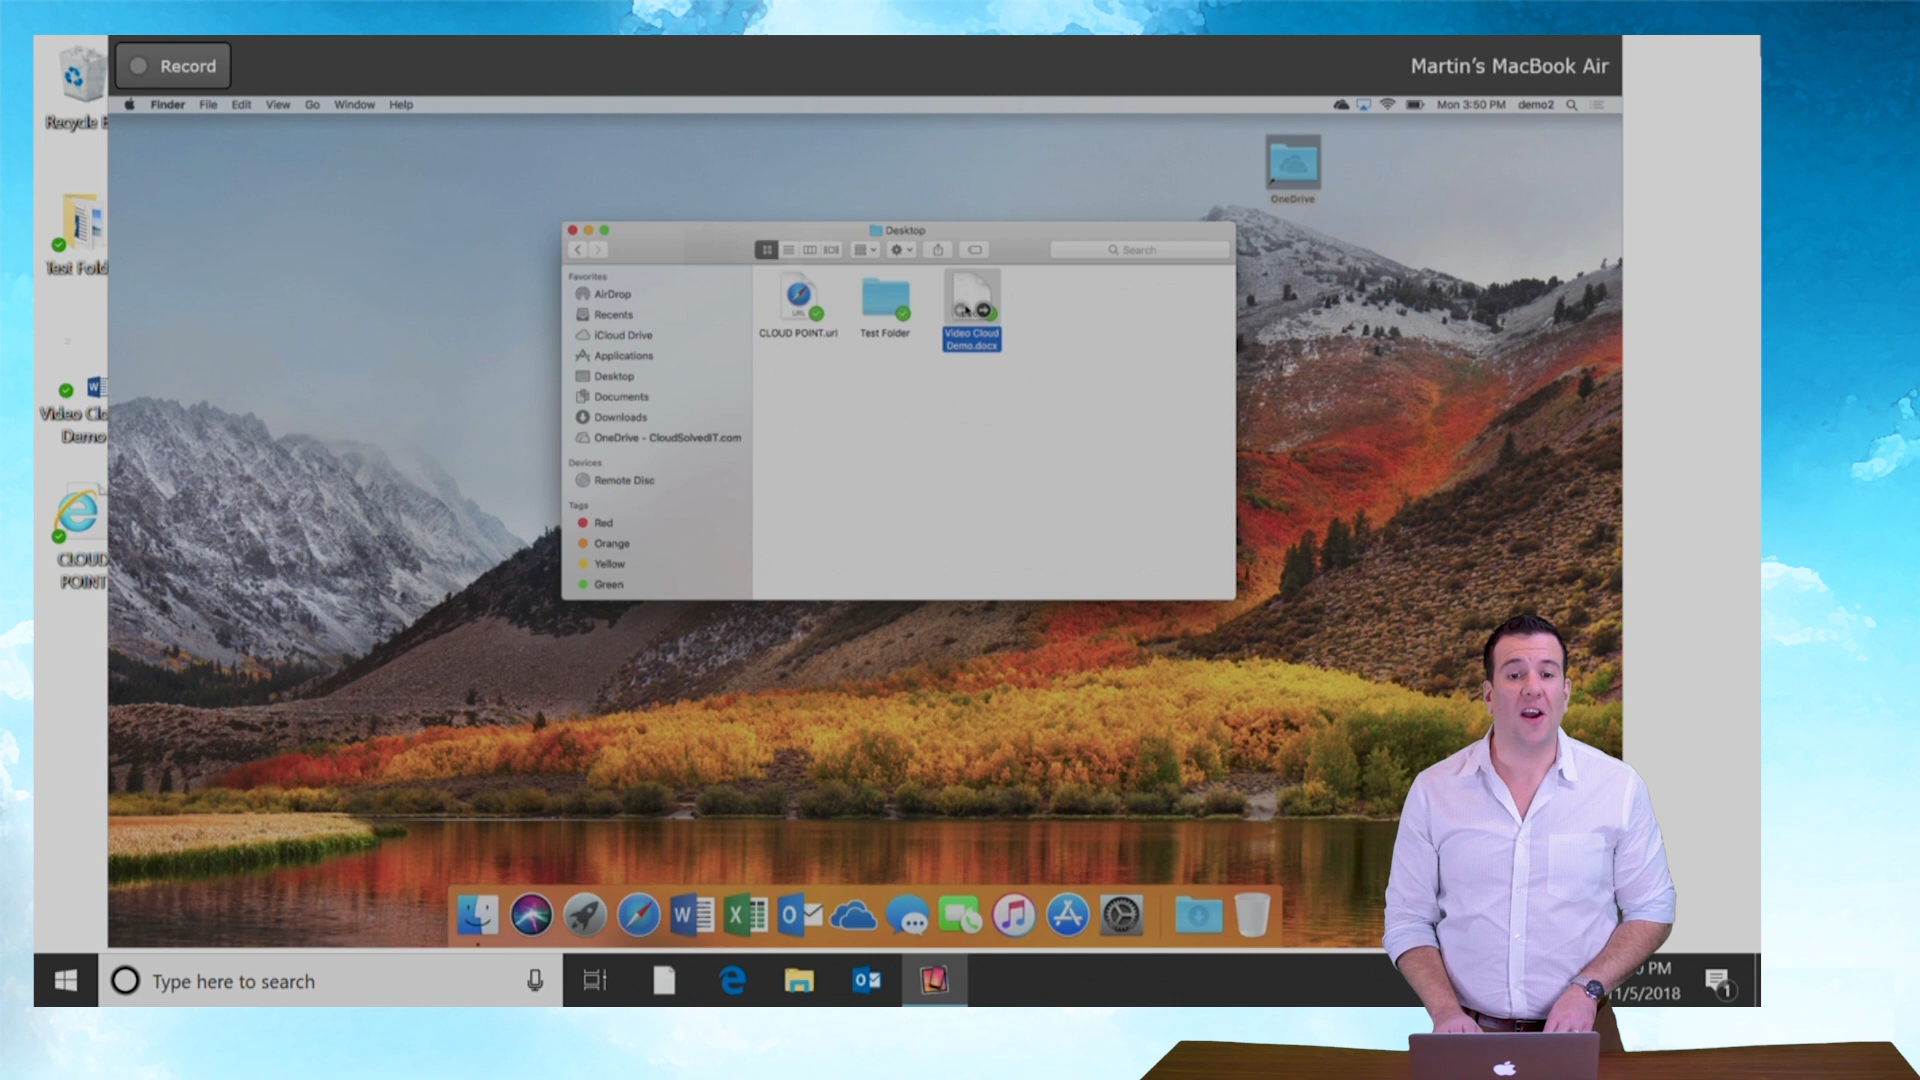 Record
Martin's MacBook Air
Finder File Edit View Go Window Help
Mon 3:50 PM demo2
Recycle
OneDrive
Desktop
Search
Favorites
AirDrop
Recents
iCloud Drive
Applications
Desktop
Documents
Downloads
OneDrive - CloudSolvedIT.com
Devices
Remote Disc
Tags
Red
Orange
Yellow
Green
URL
CLOUD POINT.url
Test Folder
Video Cloud
Demo.docx
Test Fold
W
Video Clo
Demo
CLOUD
POINT
W
X
O
Type here to search
O
PM
11/5/2018
1